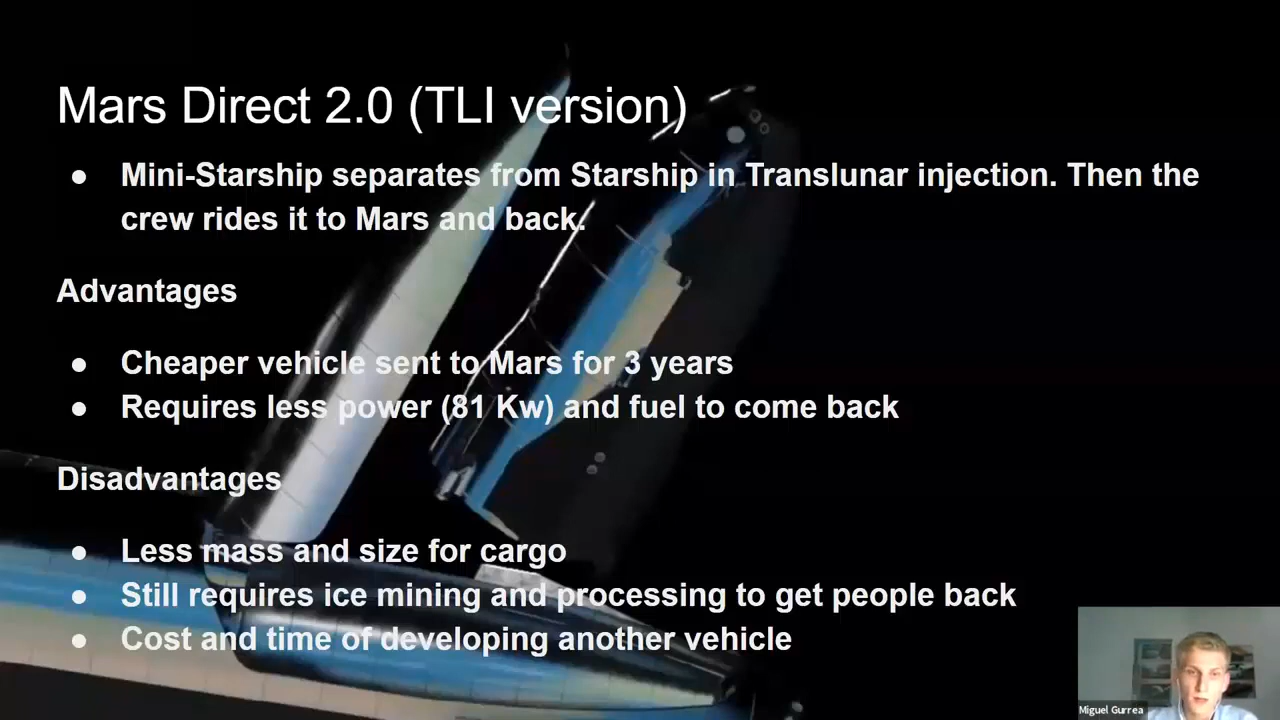 Mars Direct 2.0 (TLI version)
● Mini-Starship separates from Starship in Translunar injection. Then the
crew rides it to Mars and back.
Advantages
● Cheaper vehicle sent to Mars for 3 years
● Requires less power (81 Kw) and fuel to come back
Disadvantages
● Less mass and size for cargo
● Still requires ice mining and processing to get people back
● Cost and time of developing another vehicle
Miguel Gurrea